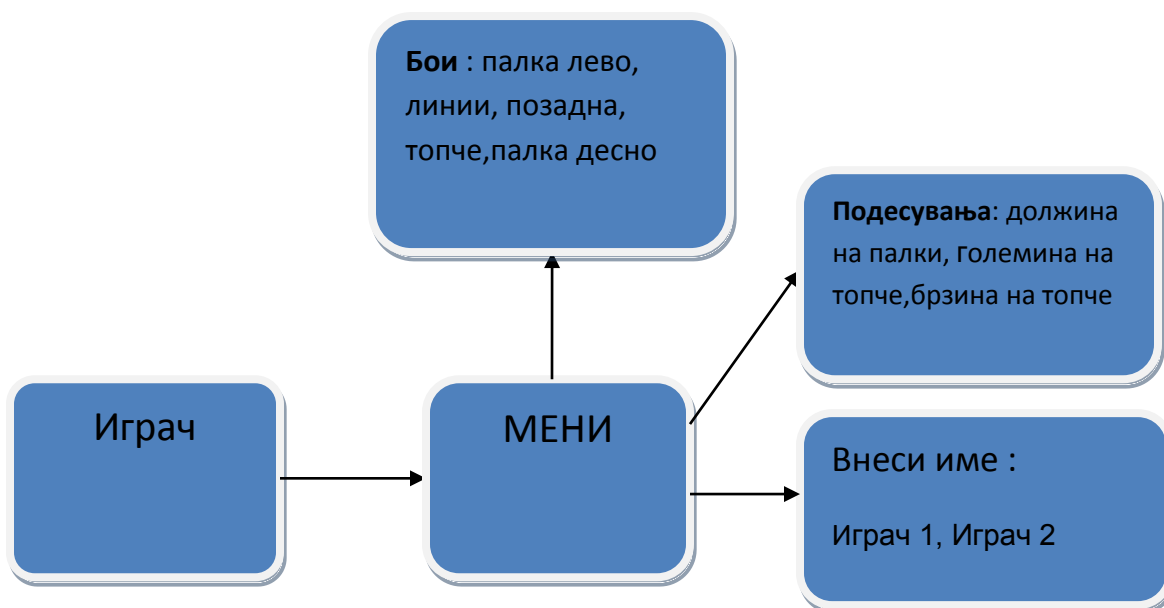 Бои : палка лево,
линии, позадна,
топче,палка десно
Подесувања: должина
на палки, големина на
топче,брзина на топче
Играч
МЕНИ
Внеси име :
Играч 1, Играч 2